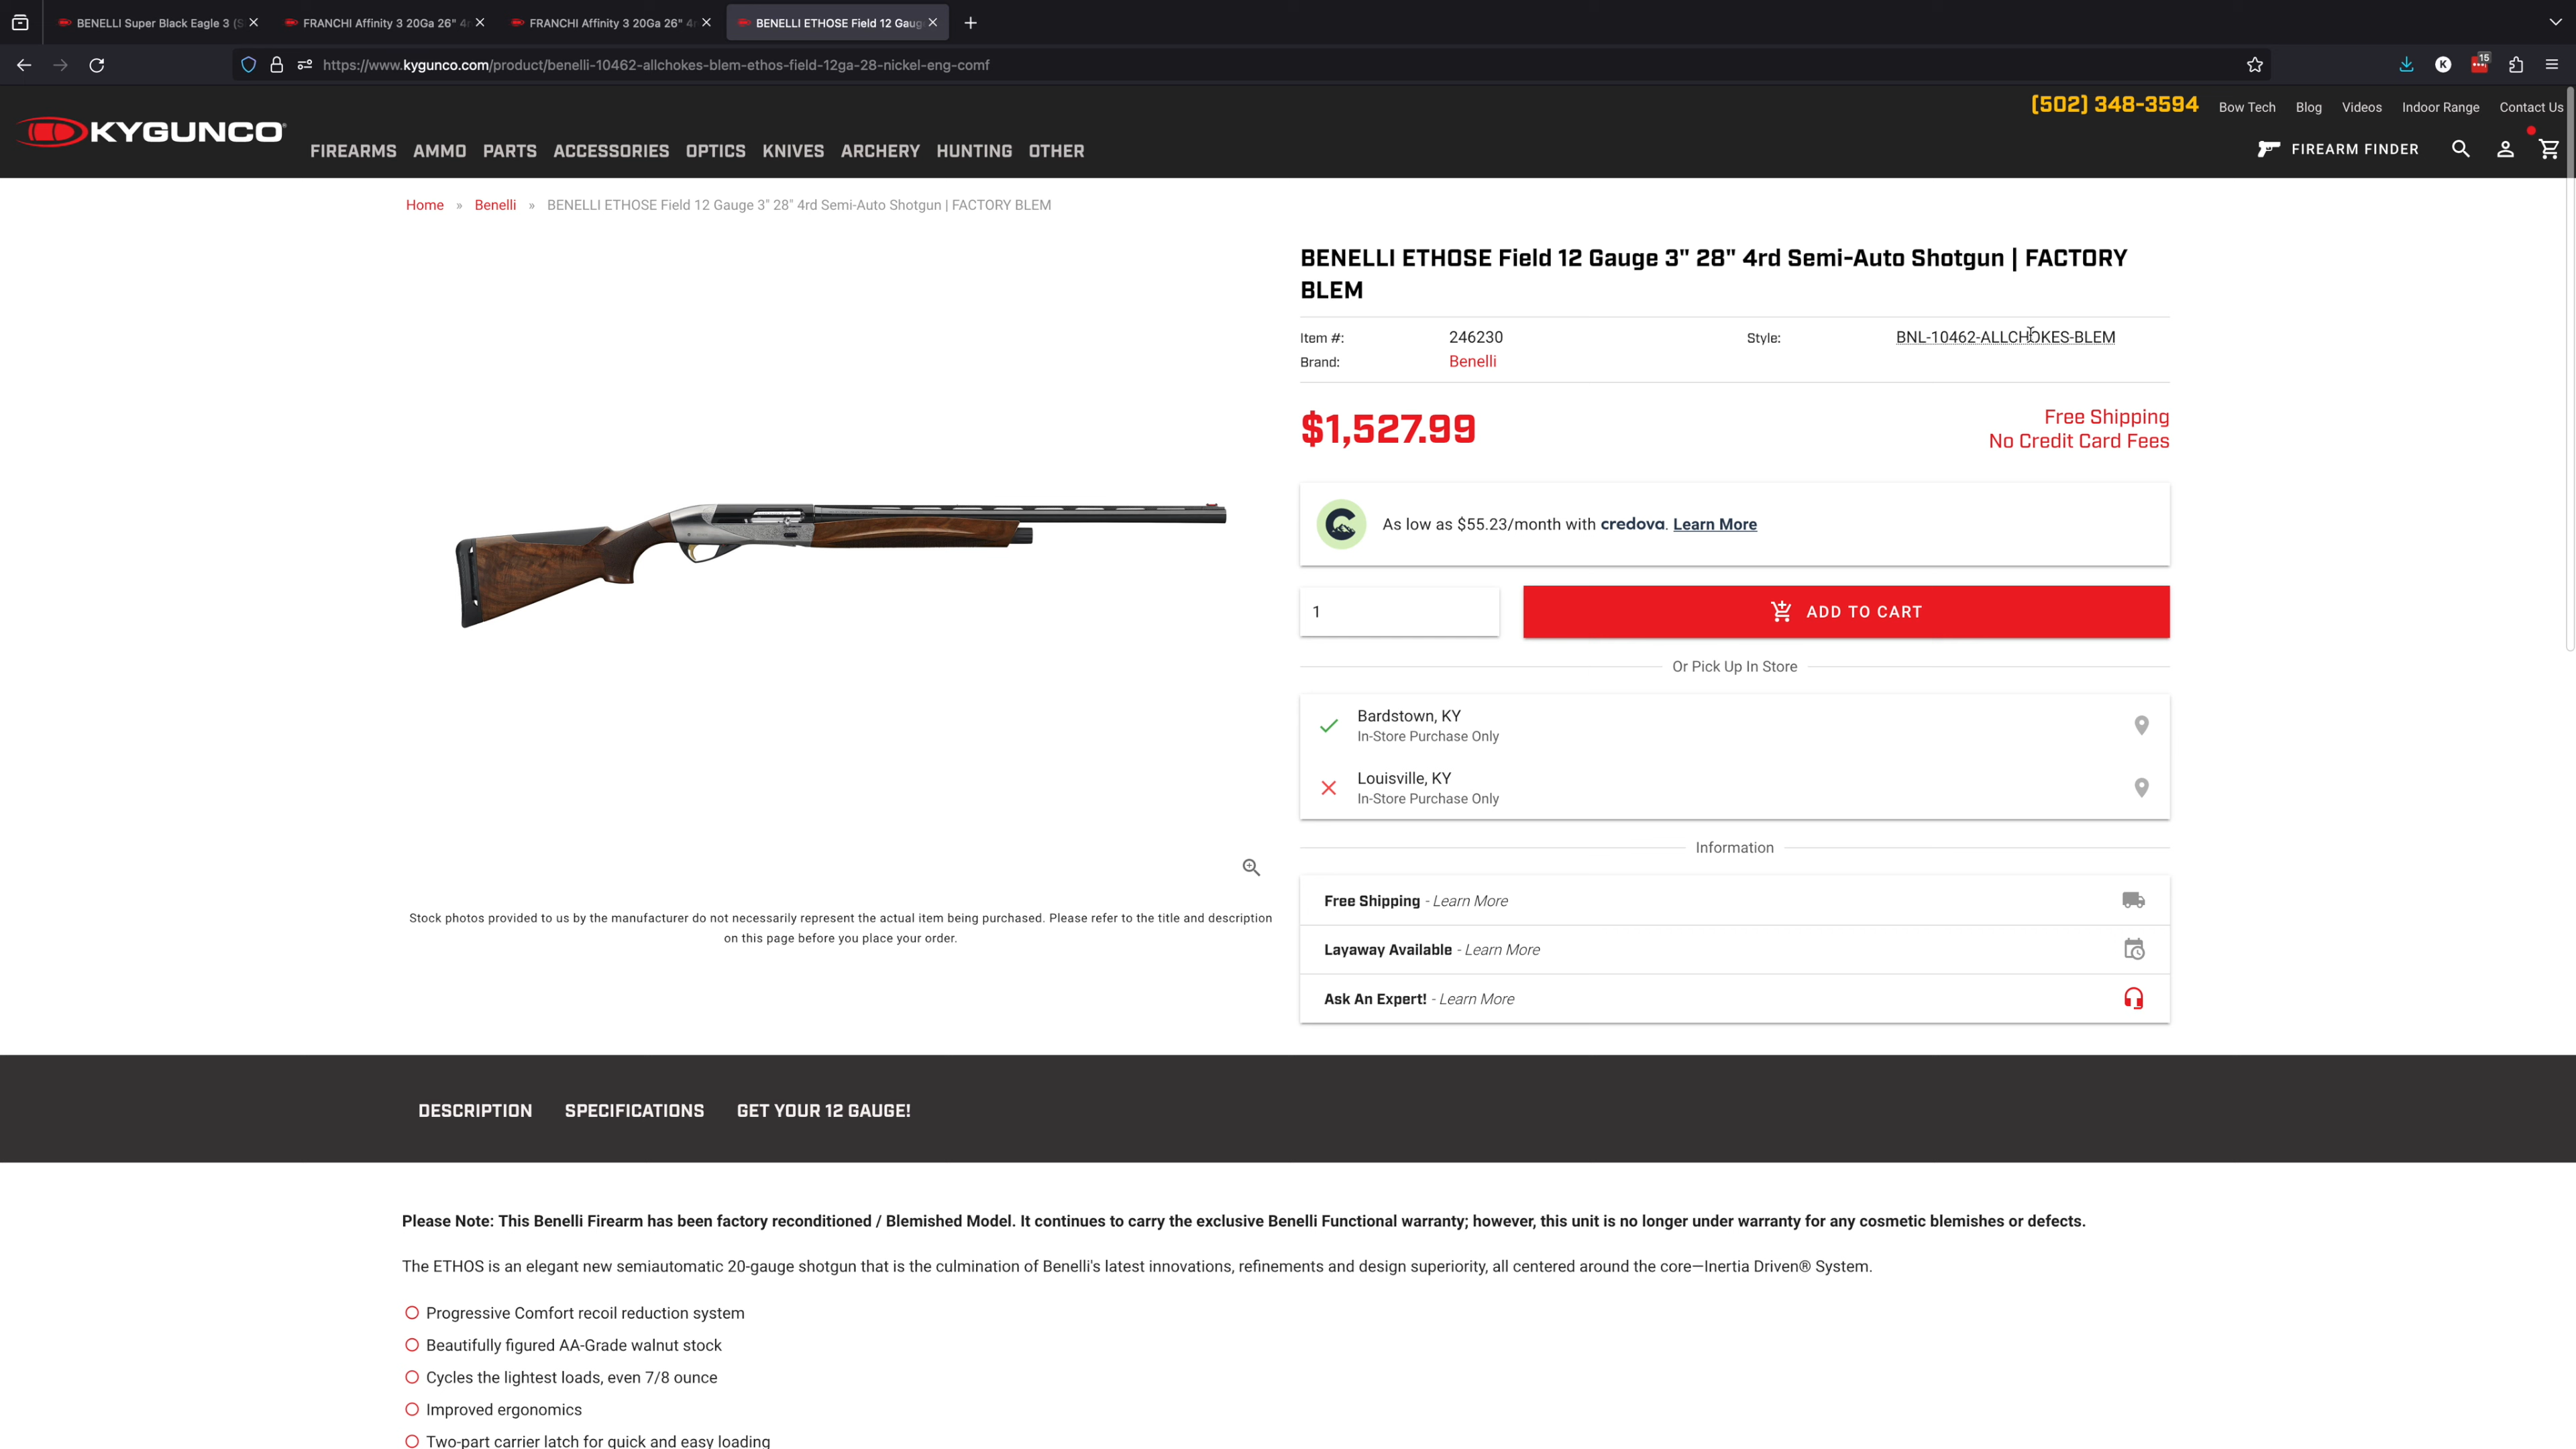 BENELLI Super Black Eagle 3 (S
FRANCHI Affinity 3 20Ga 26" 4
FRANCHI Affinity 3 20Ga 26" 4
BENELLI ETHOSE Field 12 Gaug
https://www.kygunco.com/product/benelli-10462-allchokes-blem-ethos-field-12ga-28-nickel-eng-comf
K
15
(502) 348-3594
Bow Tech
Blog
Videos
Indoor Range
Contact Us
KYGUNCO
FIREARMS AMMO PARTS ACCESSORIES OPTICS KNIVES ARCHERY HUNTING OTHER
FIREARM FINDER
Home » Benelli » BENELLI ETHOSE Field 12 Gauge 3" 28" 4rd Semi-Auto Shotgun | FACTORY BLEM
BENELLI ETHOSE Field 12 Gauge 3" 28" 4rd Semi-Auto Shotgun | FACTORY
BLEM
Item #: 246230
Style: BNL-10462-ALLCHOKES-BLEM
Brand: Benelli
$1,527.99
Free Shipping
No Credit Card Fees
As low as $55.23/month with credova. Learn More
1
ADD TO CART
Or Pick Up In Store
Bardstown, KY
In-Store Purchase Only
Louisville, KY
In-Store Purchase Only
Information
Free Shipping - Learn More
Layaway Available - Learn More
Ask An Expert! - Learn More
Stock photos provided to us by the manufacturer do not necessarily represent the actual item being purchased. Please refer to the title and description
on this page before you place your order.
DESCRIPTION SPECIFICATIONS GET YOUR 12 GAUGE!
Please Note: This Benelli Firearm has been factory reconditioned / Blemished Model. It continues to carry the exclusive Benelli Functional warranty; however, this unit is no longer under warranty for any cosmetic blemishes or defects.
The ETHOS is an elegant new semiautomatic 20-gauge shotgun that is the culmination of Benelli's latest innovations, refinements and design superiority, all centered around the core—Inertia Driven® System.
Progressive Comfort recoil reduction system
Beautifully figured AA-Grade walnut stock
Cycles the lightest loads, even 7/8 ounce
Improved ergonomics
Two-part carrier latch for quick and easy loading